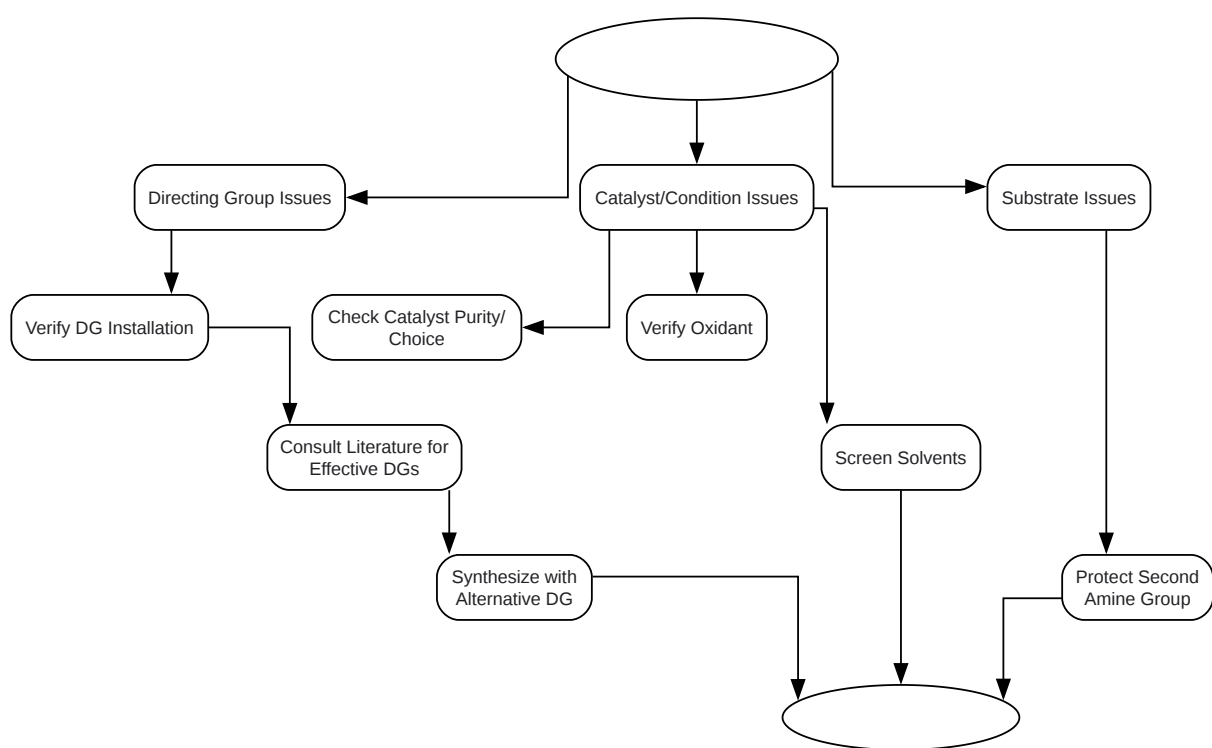 Directing Group Issues
Catalyst/Condition Issues
Substrate Issues
Verify DG Installation
Check Catalyst Purity/
Choice
Verify Oxidant
Consult Literature for
Effective DGs
Screen Solvents
Synthesize with
Alternative DG
Protect Second
Amine Group